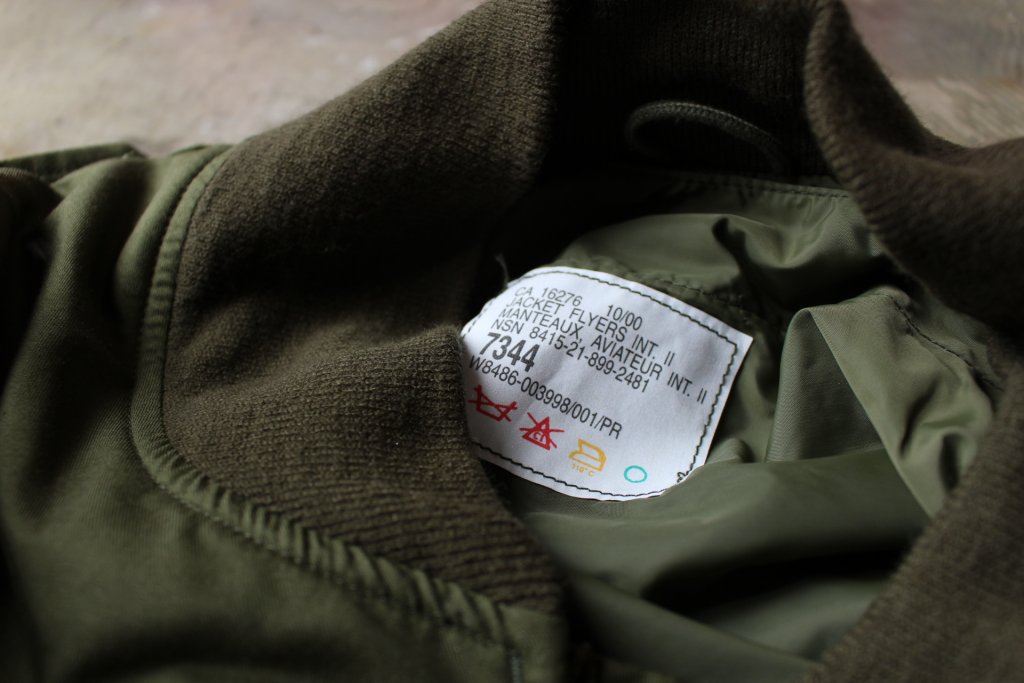 CA 16276 10/00
JACKET FLYERS INT. II
MANTEAUX, AVIATEUR INT. II
NSN 8415-21-899-2481
7344
W8486-003998/001/PR
CL
110°C